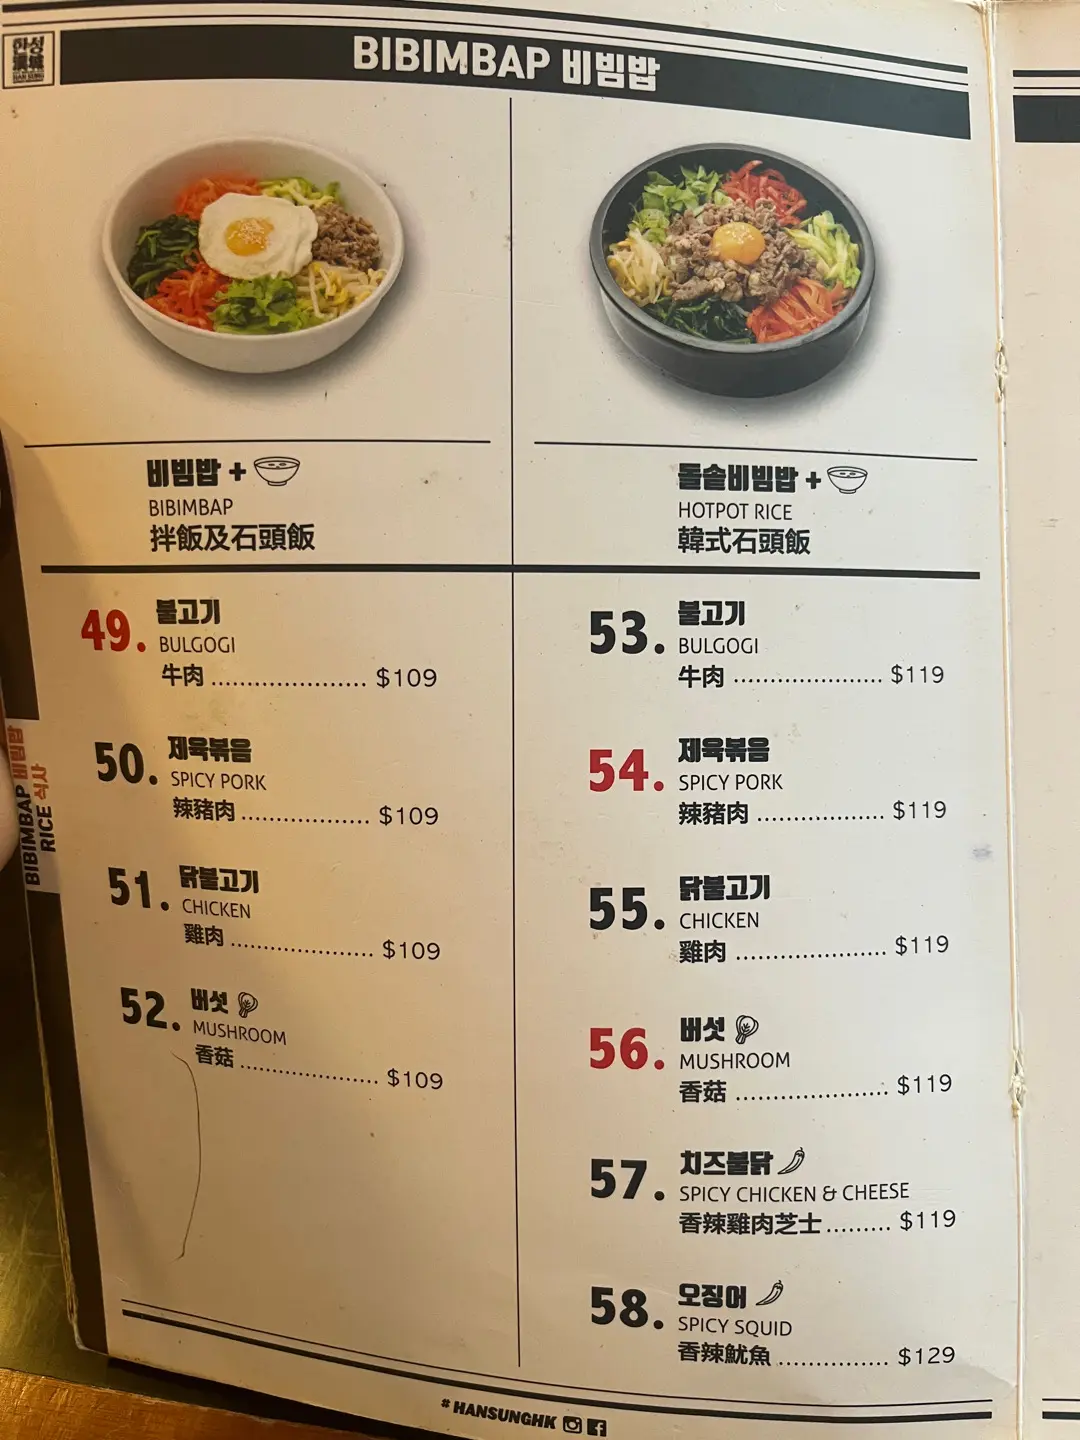 한성
漢城
HAN SUNG
BIBIMBAP 비빔밥
비빔밥 +
BIBIMBAP
拌飯及石頭飯
49. 불고기
BULGOGI
牛肉 ..................... $109
50. 제육볶음
SPICY PORK
辣豬肉 .................. $109
51. 닭불고기
CHICKEN
雞肉 .................... $109
52. 버섯
MUSHROOM
香菇 .................... $109
돌솥비빔밥 +
HOTPOT RICE
韓式石頭飯
53. 불고기
BULGOGI
牛肉 ..................... $119
54. 제육볶음
SPICY PORK
辣豬肉 .................. $119
55. 닭불고기
CHICKEN
雞肉 ..................... $119
56. 버섯
MUSHROOM
香菇 ..................... $119
57. 치즈불닭
SPICY CHICKEN & CHEESE
香辣雞肉芝士 ......... $119
58. 오징어
SPICY SQUID
香辣魷魚 ............... $129
BIBIMBAP 비빔밥
RICE 식사
# HANSUNGHK